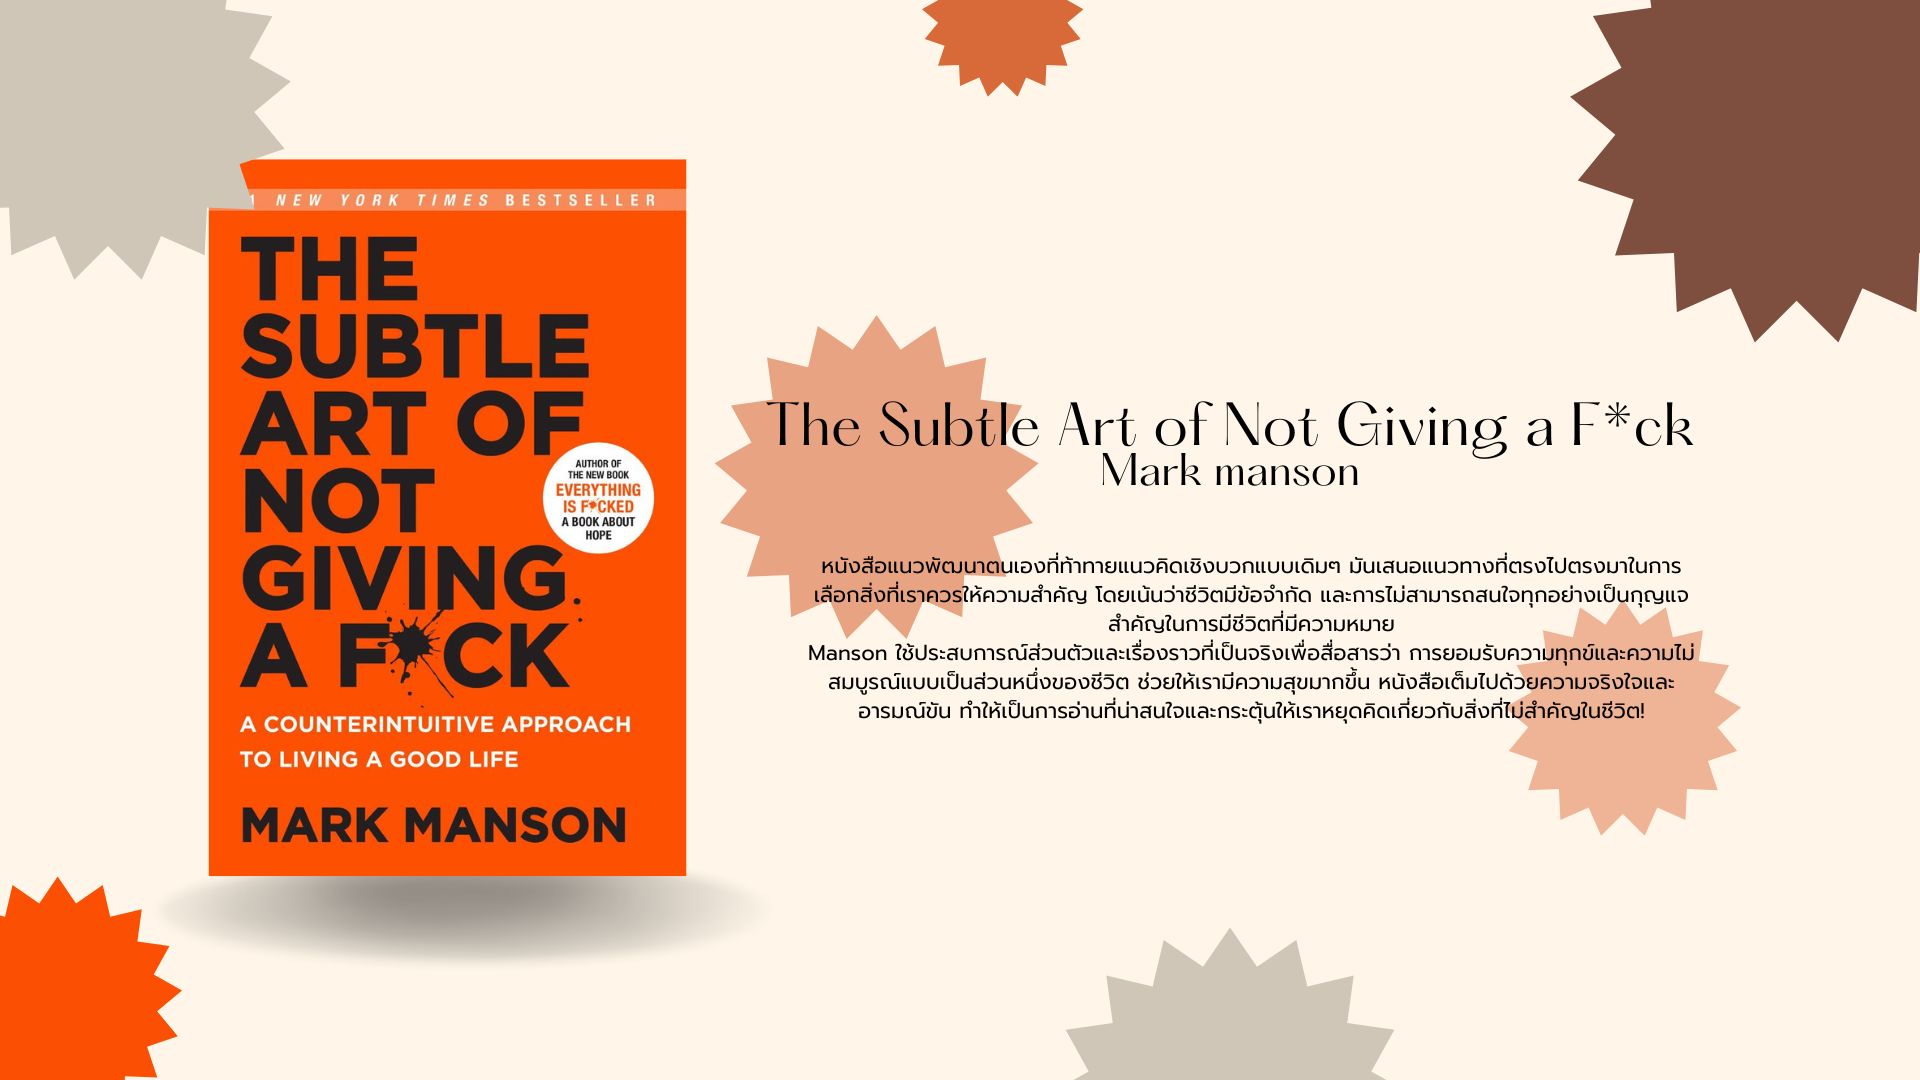 NEW YORK TIMES BESTSELLER
THE
SUBTLE
ART OF
NOT
GIVING
A F*CK
AUTHOR OF
THE NEW BOOK
EVERYTHING
IS F*CKED
A BOOK ABOUT
HOPE
A COUNTERINTUITIVE APPROACH
TO LIVING A GOOD LIFE
MARK MANSON
The Subtle Art of Not Giving a F*ck
Mark manson
หนังสือแนวพัฒนาตนเองที่ท้าทายแนวคิดเชิงบวกแบบเดิมๆ มันเสนอแนวทางที่ตรงไปตรงมาในการ
เลือกสิ่งที่เราควรให้ความสำคัญ โดยเน้นว่าชีวิตมีข้อจำกัด และการไม่สามารถสนใจทุกอย่างเป็นกุญแจ
สำคัญในการมีชีวิตที่มีความหมาย
Manson ใช้ประสบการณ์ส่วนตัวและเรื่องราวที่เป็นจริงเพื่อสื่อสารว่า การยอมรับความทุกข์และความไม่
สมบูรณ์แบบเป็นส่วนหนึ่งของชีวิต ช่วยให้เรามีความสุขมากขึ้น หนังสือเต็มไปด้วยความจริงใจและ
อารมณ์ขัน ทำให้เป็นการอ่านที่น่าสนใจและกระตุ้นให้เราหยุดคิดเกี่ยวกับสิ่งที่ไม่สำคัญในชีวิต!